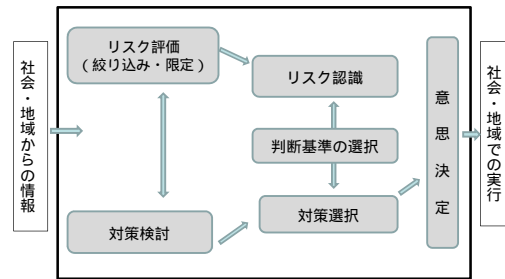 社会・地域からの情報
リスク評価
(絞り込み・限定)
リスク認識
判断基準の選択
対策検討
対策選択
意思決定
社会・地域での実行